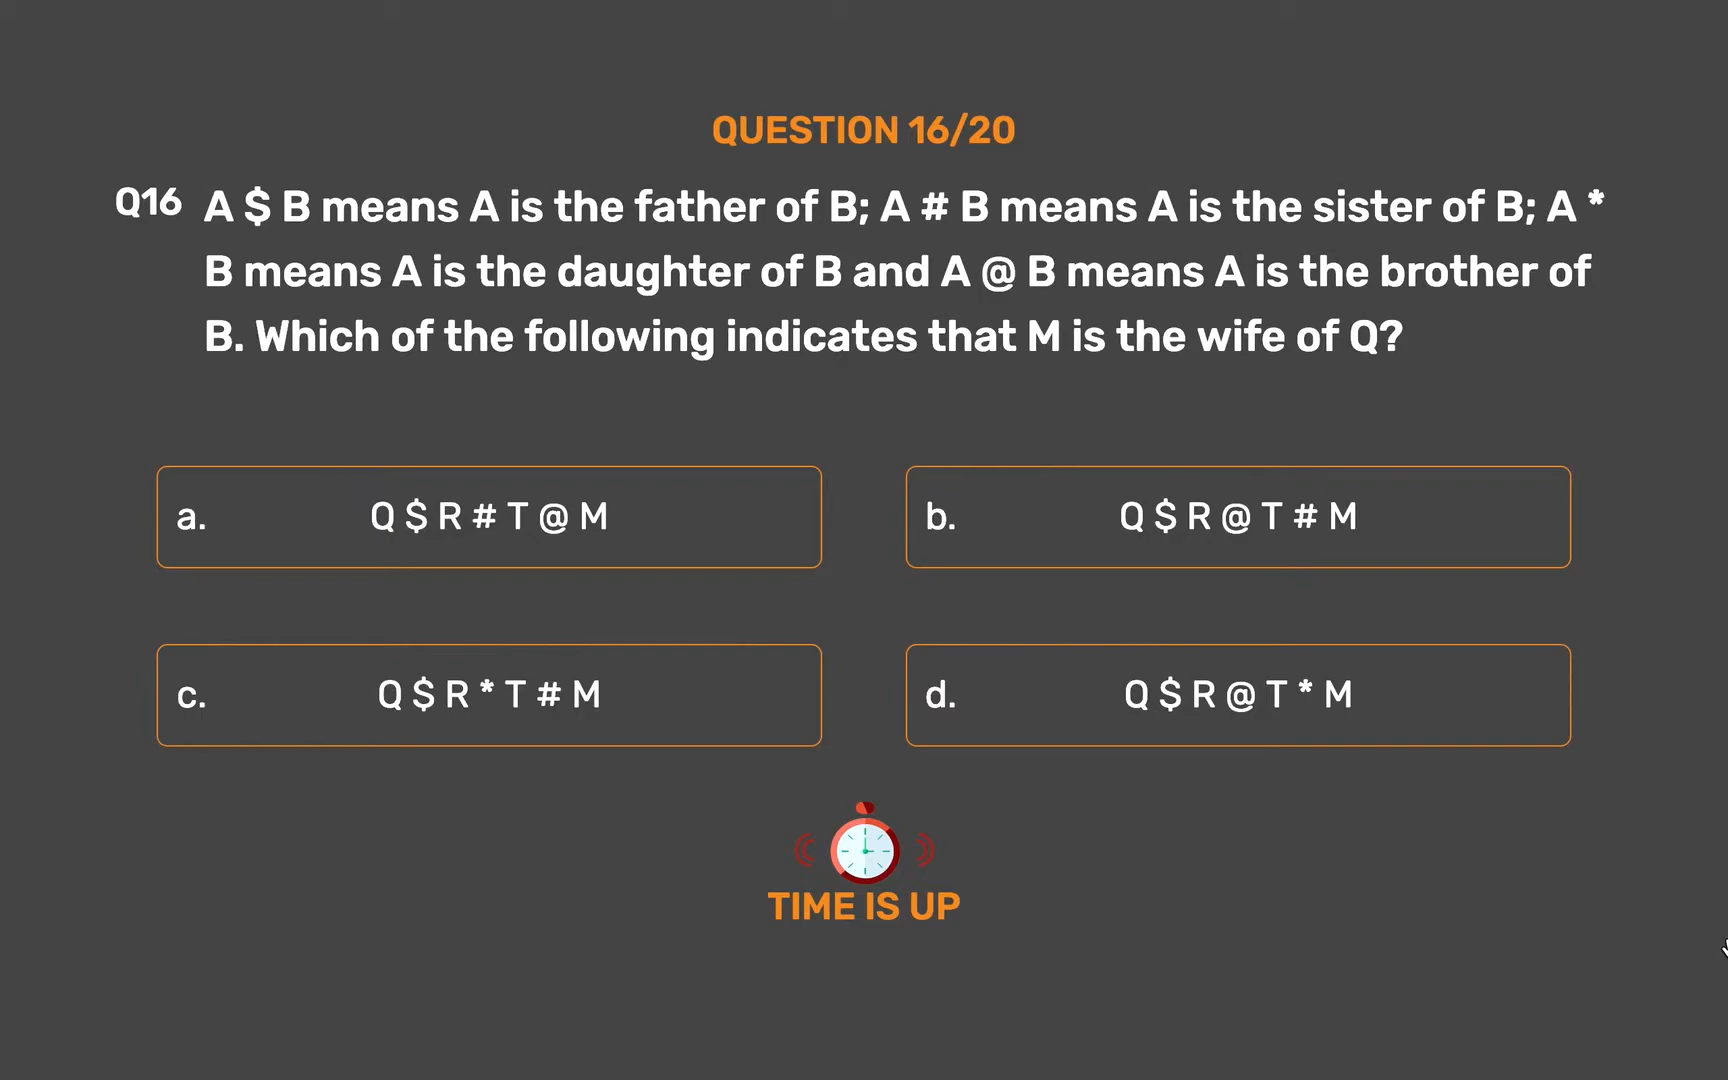 QUESTION 16/20
Q16 A $ B means A is the father of B; A # B means A is the sister of B; A *
B means A is the daughter of B and A @ B means A is the brother of
B. Which of the following indicates that M is the wife of Q?
a. Q $ R # T @ M
b. Q $ R @ T # M
c. Q $ R * T # M
d. Q $ R @ T * M
TIME IS UP